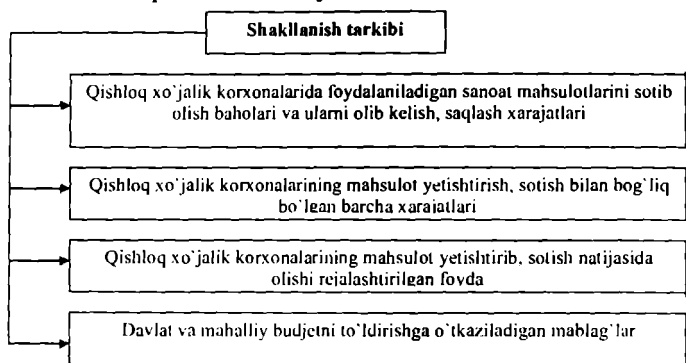 Shakllanish tarkibi
Qishloq xo`jalik korxonalarida foydalaniladigan sanoat mahsulotlarini sotib
olish baholari va ularni olib kelish, saqlash xarajatlari
Qishloq xo`jalik korxonalarining mahsulot yetishtirish, sotish bilan bog`liq
bo`lgan barcha xarajatlari
Qishloq xo`jalik korxonalarining mahsulot yetishtirib, sotish natijasida
olishi rejalashtirilgan foyda
Davlat va mahalliy budjetni to`ldirishga o`tkaziladigan mablag`lar